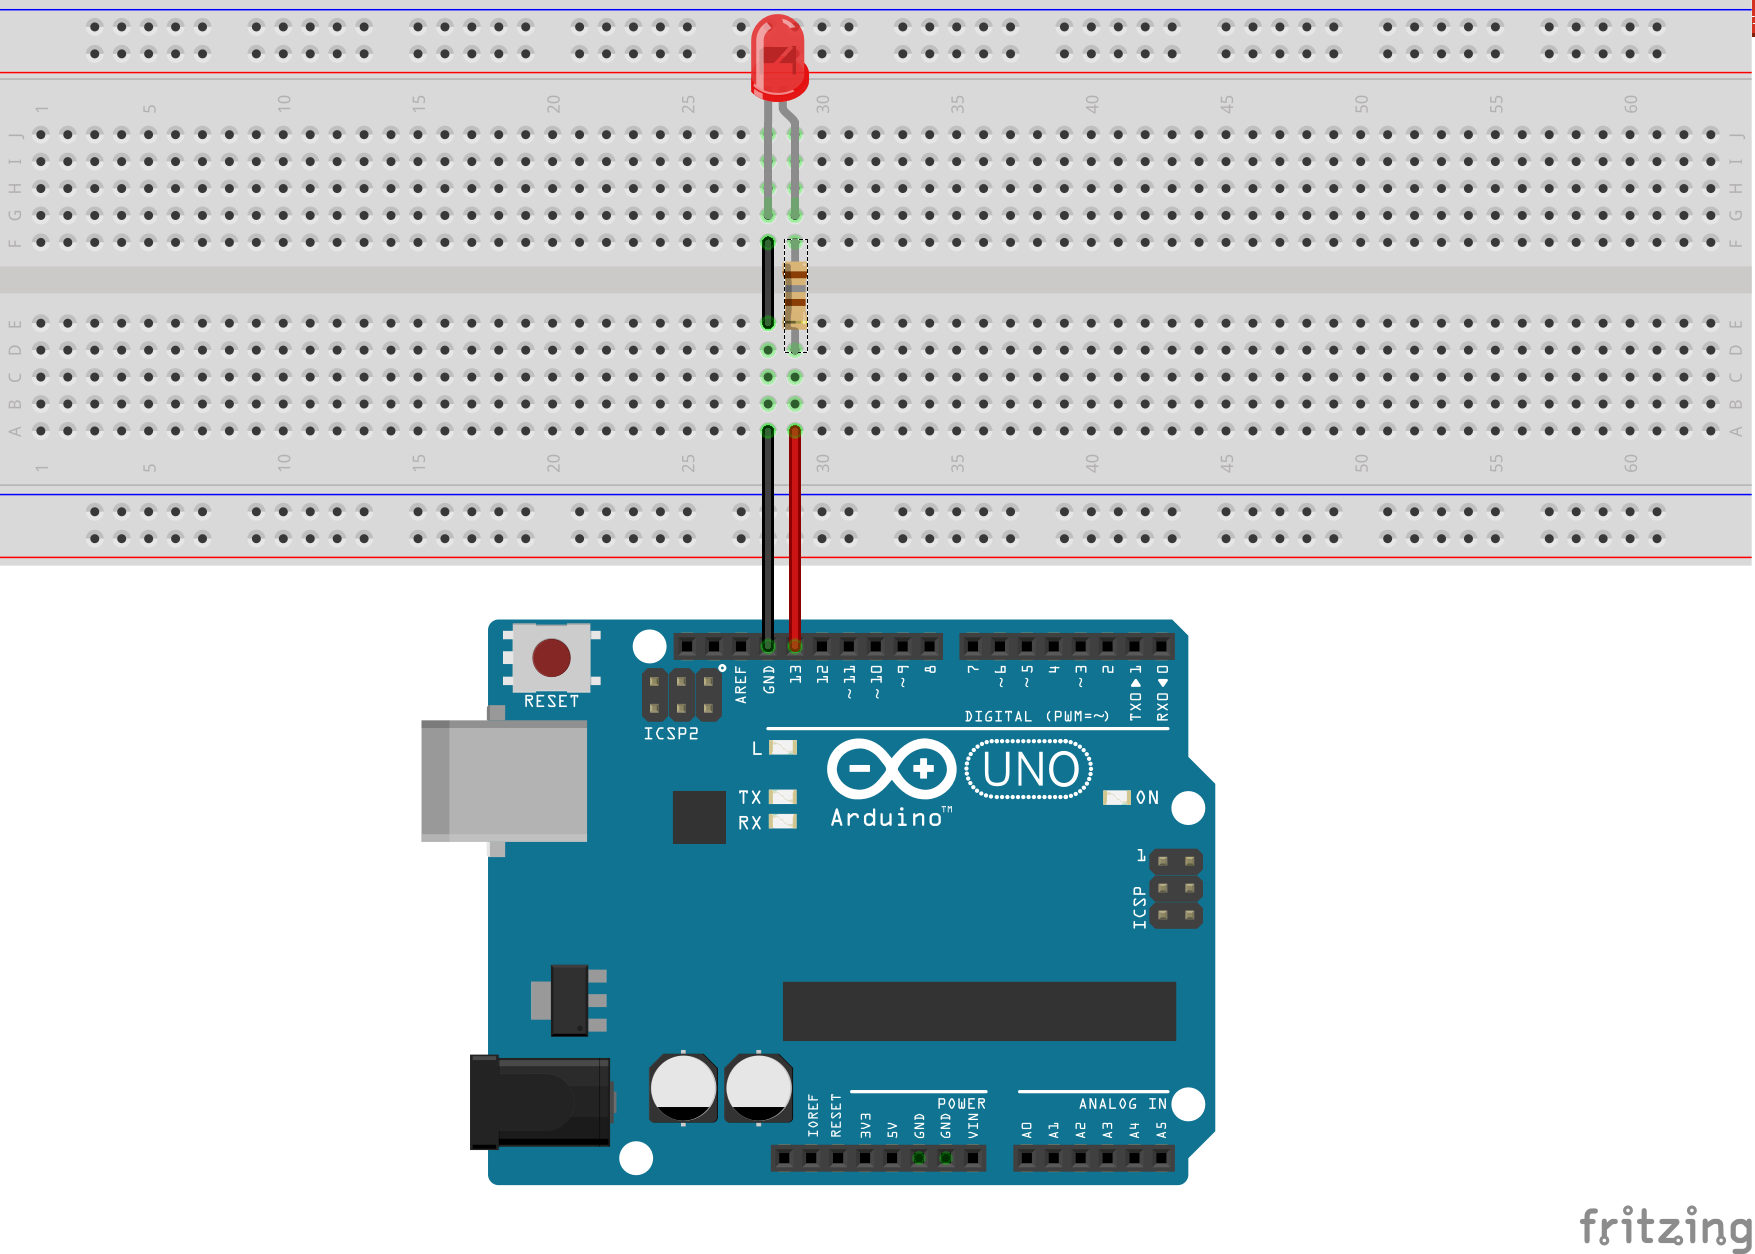 1 5 10 15 20 25 30 35 40 45 50 55 60
J J
I I
H H
G G
F F
E E
D D
C C
B B
A A
1 5 10 15 20 25 30 35 40 45 50 55 60
RESET
ICSP2
AREF
GND
13
12
~11
~10
~9
8
7
~6
~5
4
~3
2
TX0▶1
RX0◀0
DIGITAL (PWM=~)
L
TX
RX
UNO
Arduino™
ON
1
ICSP
POWER
ANALOG IN
IOREF
RESET
3V3
5V
GND
GND
VIN
A0
A1
A2
A3
A4
A5
fritzing